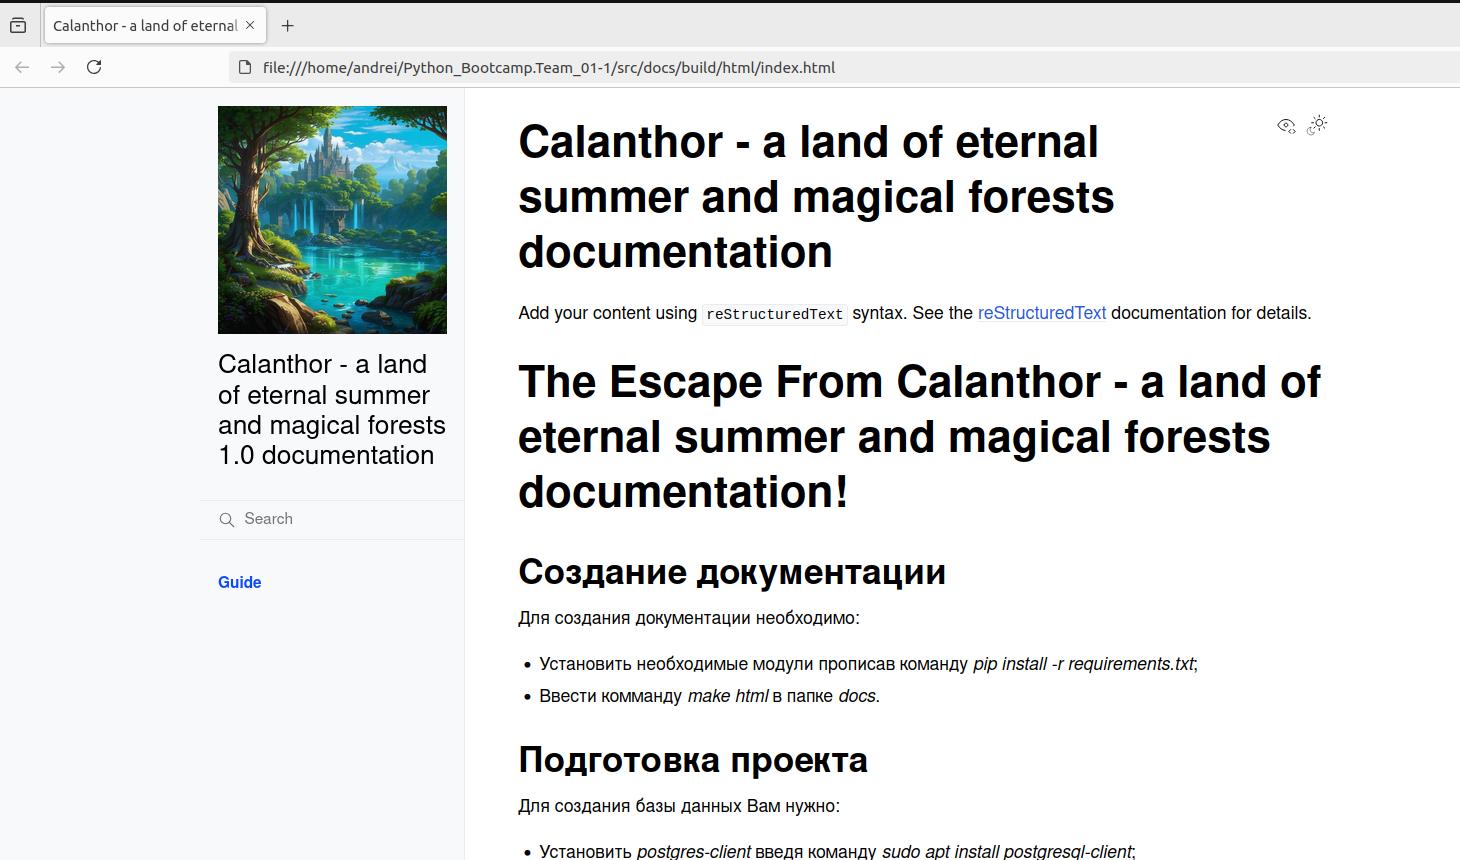 Calanthor - a land of eternal
file:///home/andrei/Python_Bootcamp.Team_01-1/src/docs/build/html/index.html
Calanthor - a land
of eternal summer
and magical forests
1.0 documentation
Search
Guide
Calanthor - a land of eternal
summer and magical forests
documentation
Add your content using reStructuredText syntax. See the reStructuredText documentation for details.
The Escape From Calanthor - a land of
eternal summer and magical forests
documentation!
Создание документации
Для создания документации необходимо:
• Установить необходимые модули прописав команду pip install -r requirements.txt;
• Ввести комманду make html в папке docs.
Подготовка проекта
Для создания базы данных Вам нужно:
• Установить postgres-client введя команду sudo apt install postgresql-client;